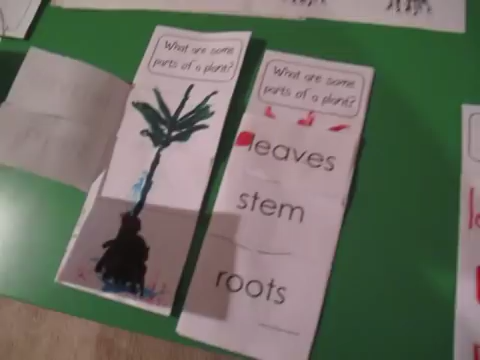 What are some
parts of a plant?
What are some
parts of a plant?
leaves
stem
roots